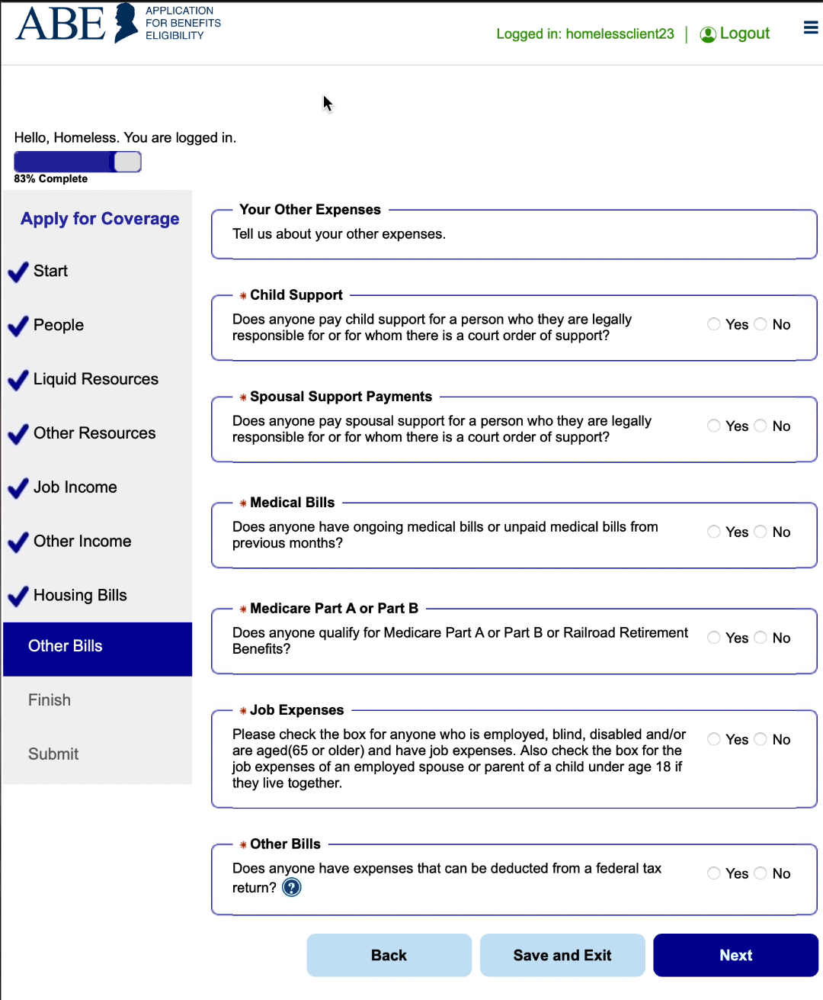 ABE
APPLICATION
FOR BENEFITS
ELIGIBILITY
Logged in: homelessclient23 | Logout
Hello, Homeless. You are logged in.
83% Complete
Apply for Coverage
Start
People
Liquid Resources
Other Resources
Job Income
Other Income
Housing Bills
Other Bills
Finish
Submit
Your Other Expenses
Tell us about your other expenses.
* Child Support
Does anyone pay child support for a person who they are legally
responsible for or for whom there is a court order of support?
Yes No
* Spousal Support Payments
Does anyone pay spousal support for a person who they are legally
responsible for or for whom there is a court order of support?
Yes No
* Medical Bills
Does anyone have ongoing medical bills or unpaid medical bills from
previous months?
Yes No
* Medicare Part A or Part B
Does anyone qualify for Medicare Part A or Part B or Railroad Retirement
Benefits?
Yes No
* Job Expenses
Please check the box for anyone who is employed, blind, disabled and/or
are aged(65 or older) and have job expenses. Also check the box for the
job expenses of an employed spouse or parent of a child under age 18 if
they live together.
Yes No
* Other Bills
Does anyone have expenses that can be deducted from a federal tax
return? ?
Yes No
Back
Save and Exit
Next